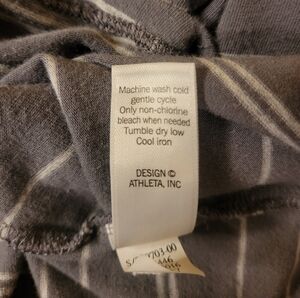 Machine wash cold
gentle cycle
Only non-chlorine
bleach when needed
Tumble dry low
Cool iron
DESIGN ©
ATHLETA, INC